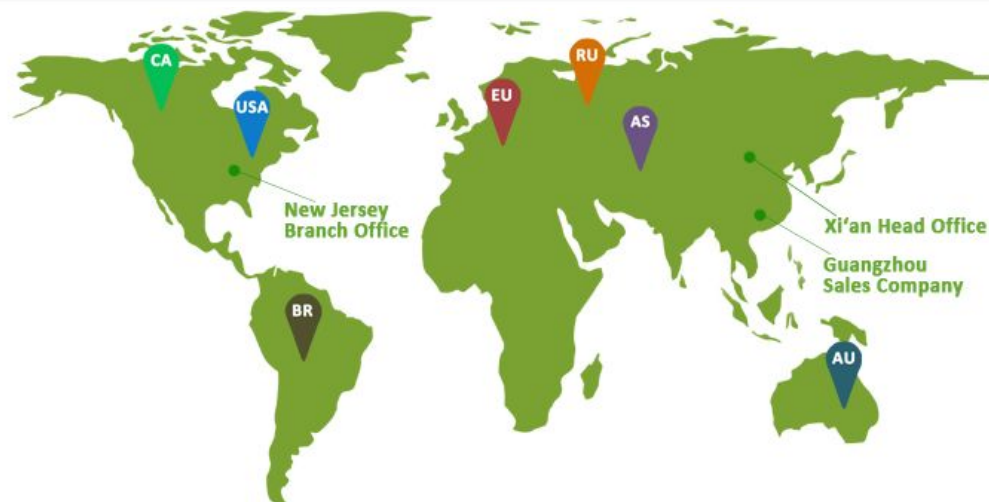 CA
RU
USA
EU
AS
New Jersey
Branch Office
Xi‘an Head Office
Guangzhou
Sales Company
BR
AU